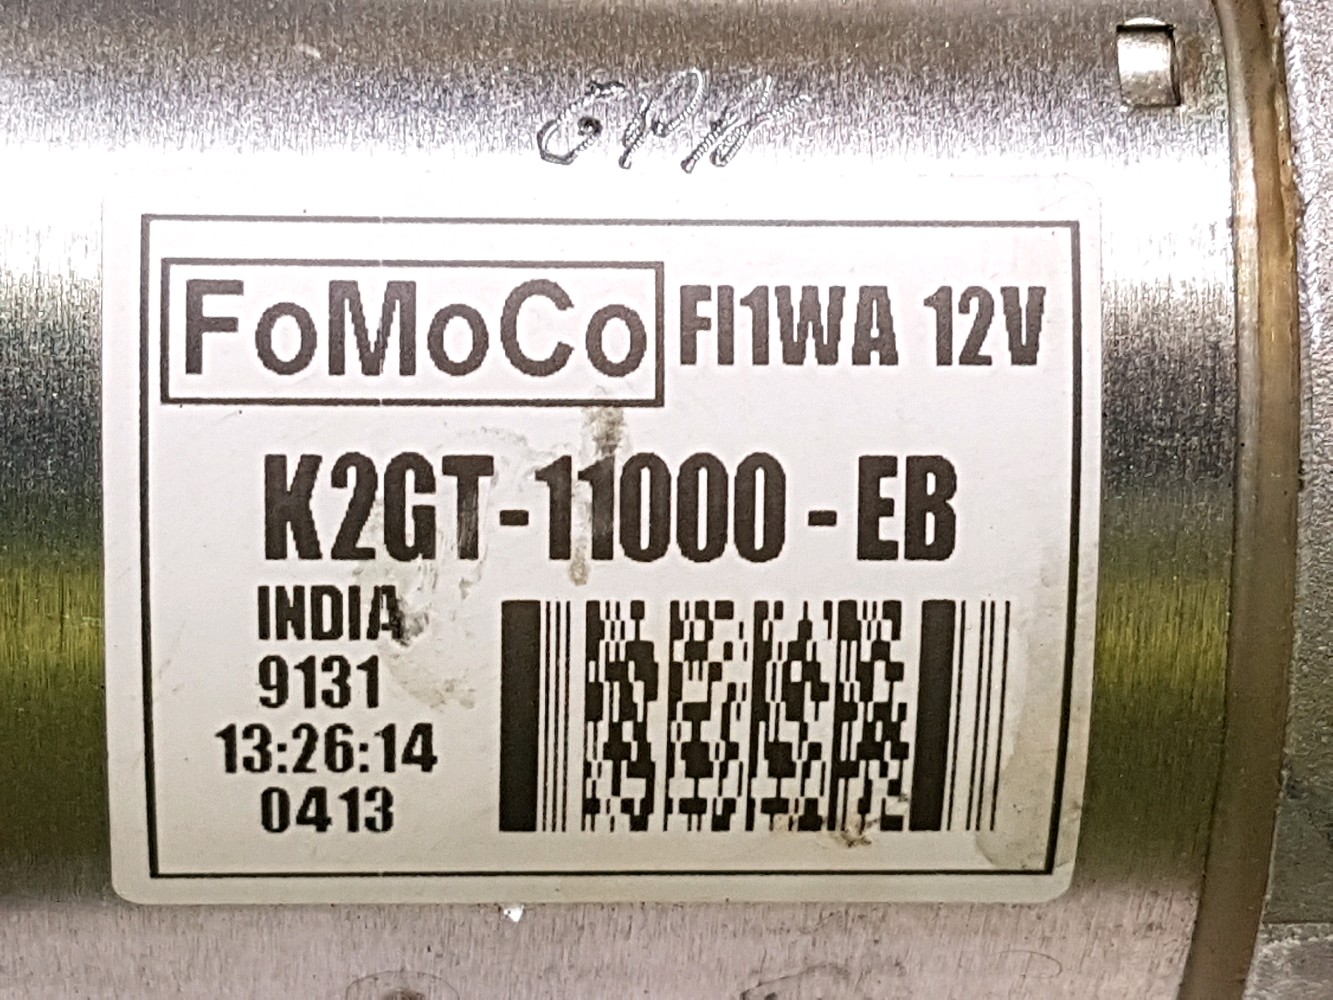 FoMoCo FI1WA 12V
K2GT-11000-EB
INDIA
9131
13:26:14
0413